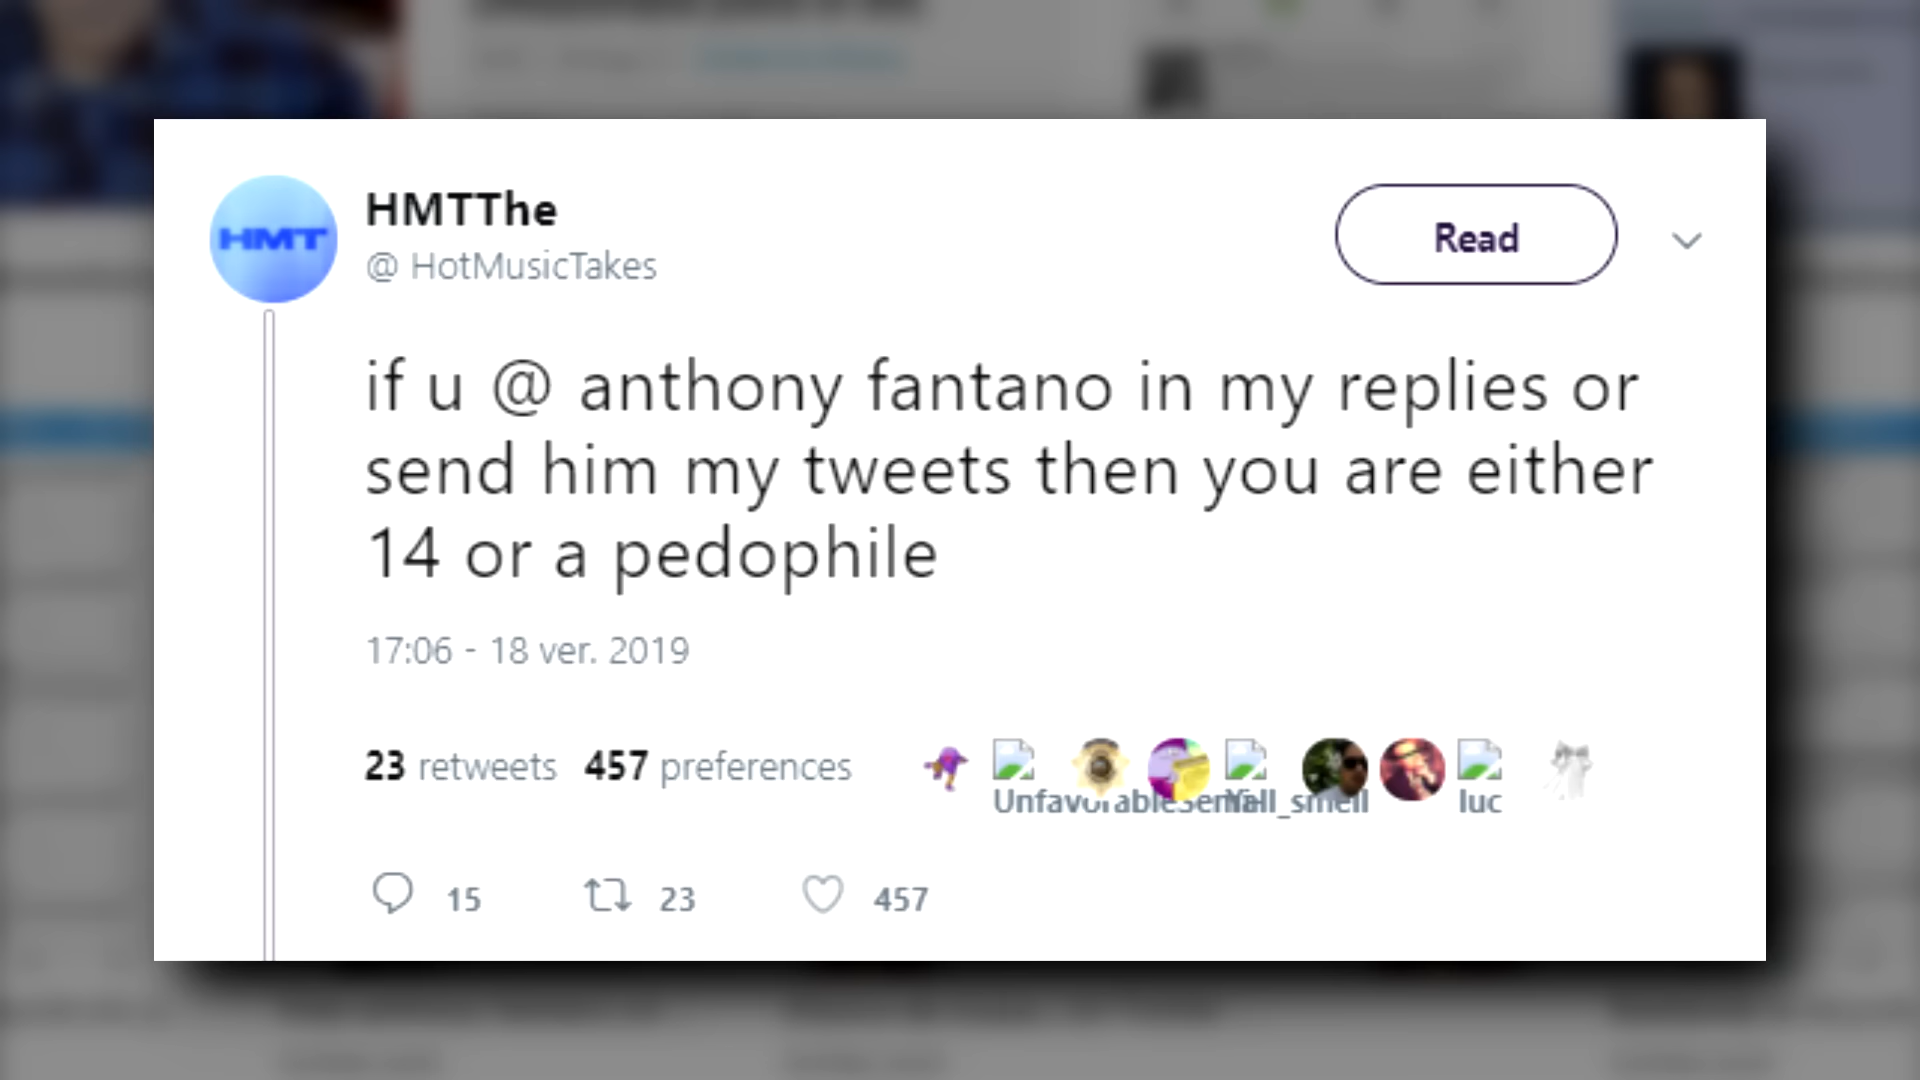 HMT
HMTThe
@ HotMusicTakes
Read
if u @ anthony fantano in my replies or
send him my tweets then you are either
14 or a pedophile
17:06 - 18 ver. 2019
23 retweets 457 preferences
luc
15 23 457